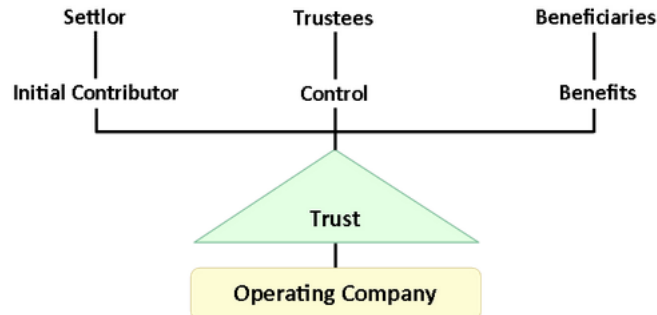 Settlor
Trustees
Beneficiaries
Initial Contributor
Control
Benefits
Trust
Operating Company